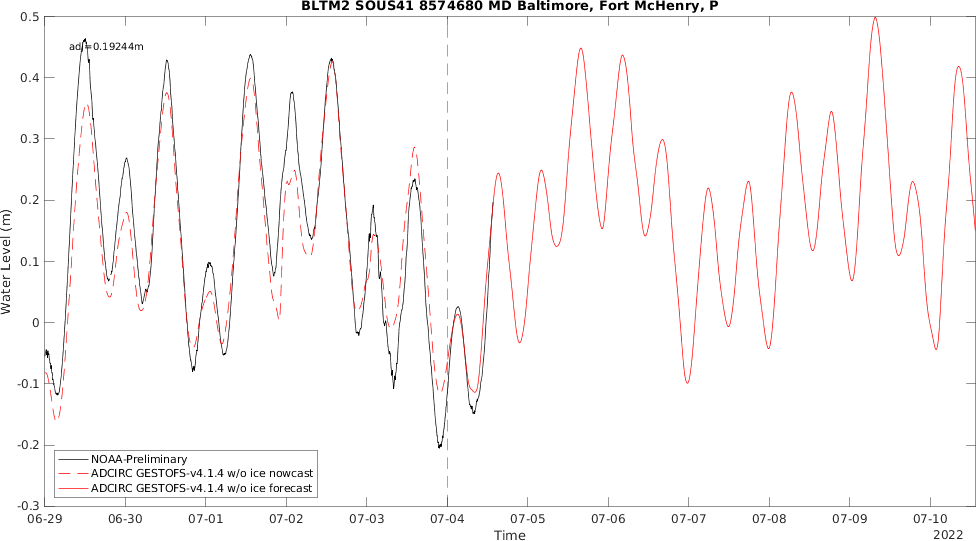 BLTM2 SOUS41 8574680 MD Baltimore, Fort McHenry, P
0.5
adj=0.19244m
0.4
0.3
0.2
0.1
0
-0.1
-0.2
-0.3
Water Level (m)
NOAA-Preliminary
ADCIRC GESTOFS-v4.1.4 w/o ice nowcast
ADCIRC GESTOFS-v4.1.4 w/o ice forecast
06-29 06-30 07-01 07-02 07-03 07-04 07-05 07-06 07-07 07-08 07-09 07-10
Time
2022